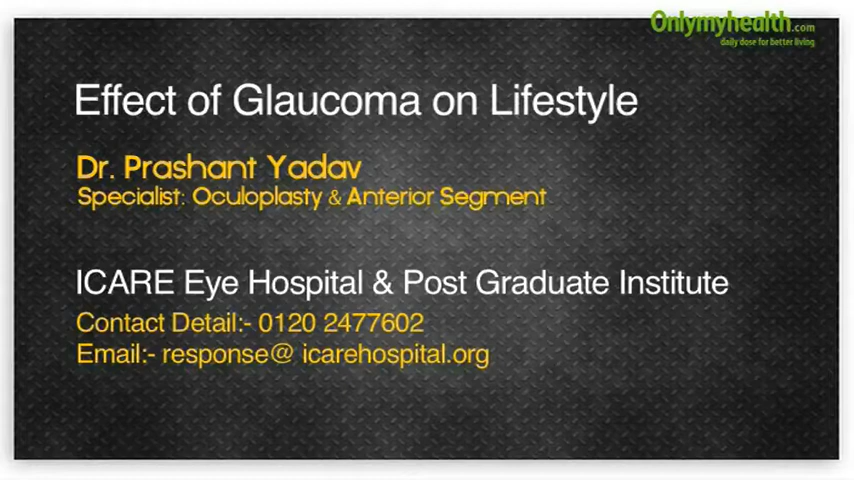 Onlymyhealth.com
daily dose for better living
Effect of Glaucoma on Lifestyle
Dr. Prashant Yadav
Specialist: Oculoplasty & Anterior Segment
ICARE Eye Hospital & Post Graduate Institute
Contact Detail:- 0120 2477602
Email:- response@ icarehospital.org